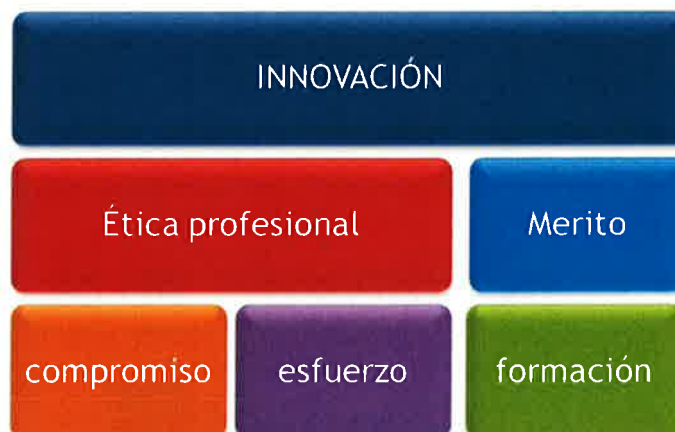 INNOVACIÓN
Ética profesional
Merito
compromiso
esfuerzo
formación